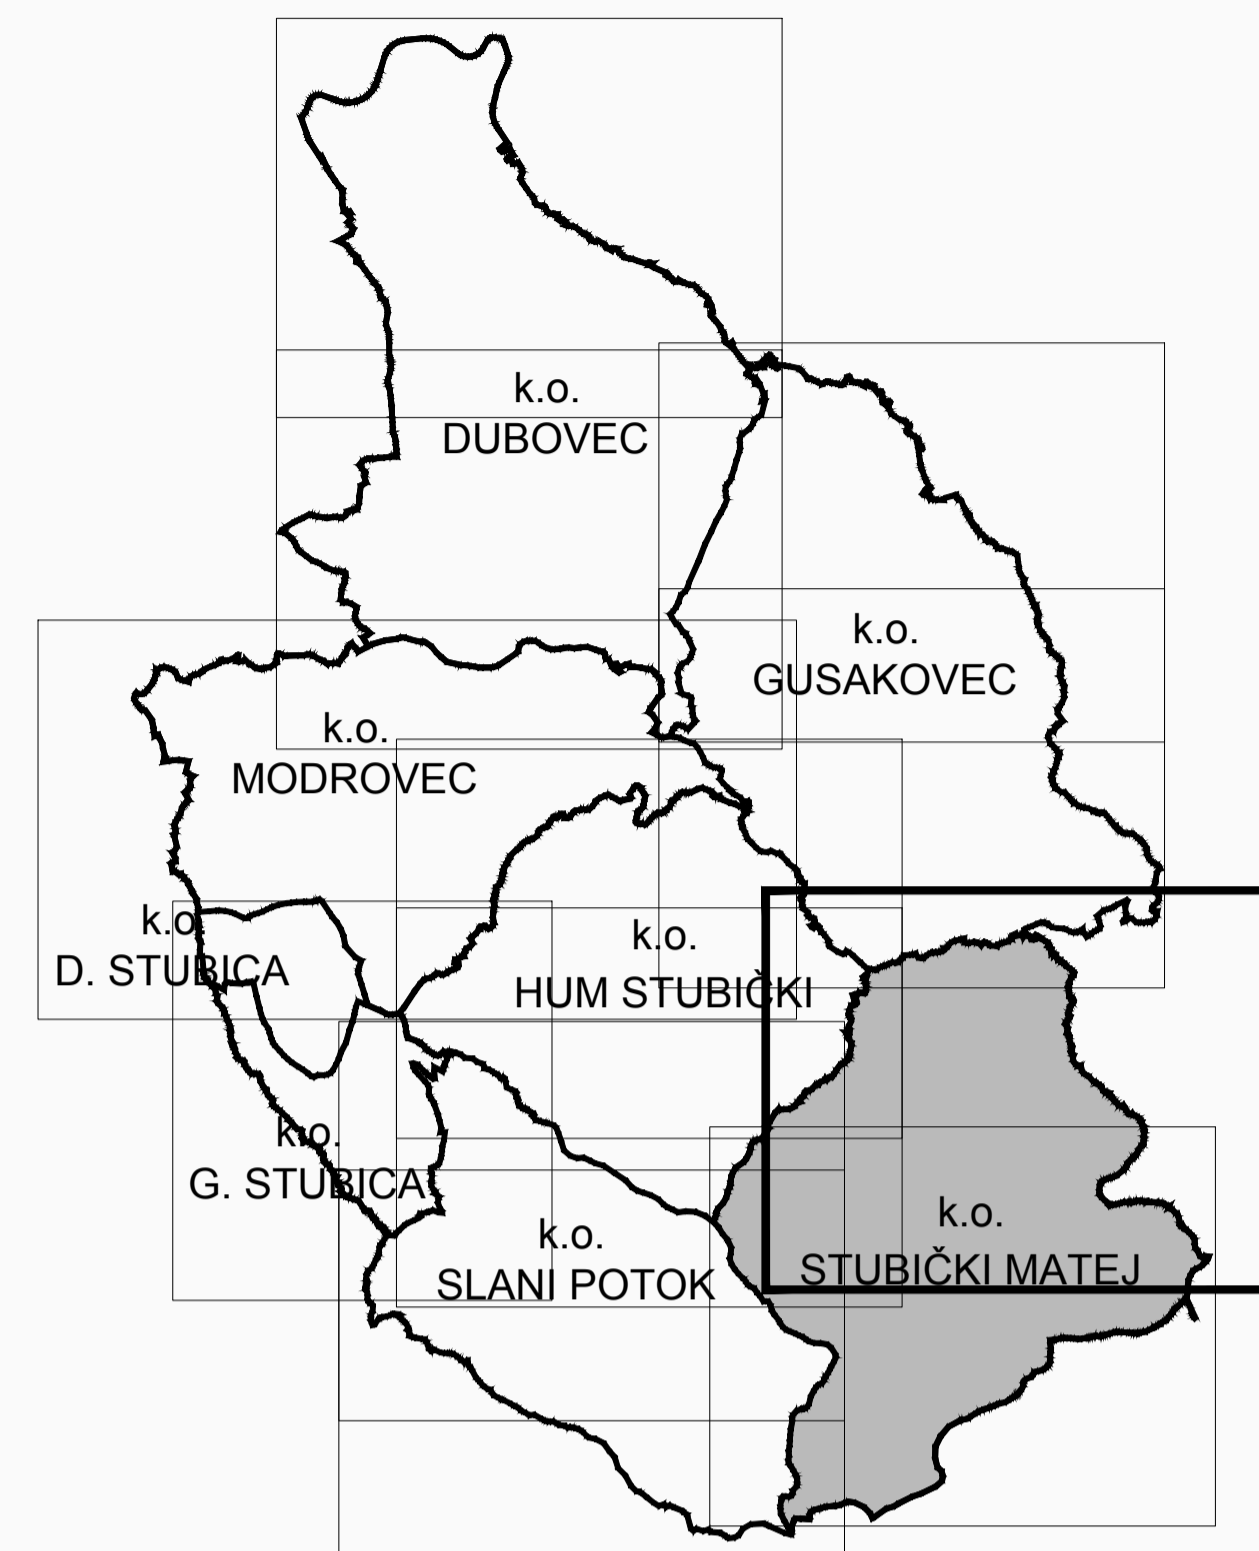 k.o.
DUBOVEC
k.o.
GUSAKOVEC
k.o.
MODROVEC
k.o.
D. STUBICA
k.o.
HUM STUBIČKI
k.o.
G. STUBICA
k.o.
SLANI POTOK
k.o.
STUBIČKI MATEJ